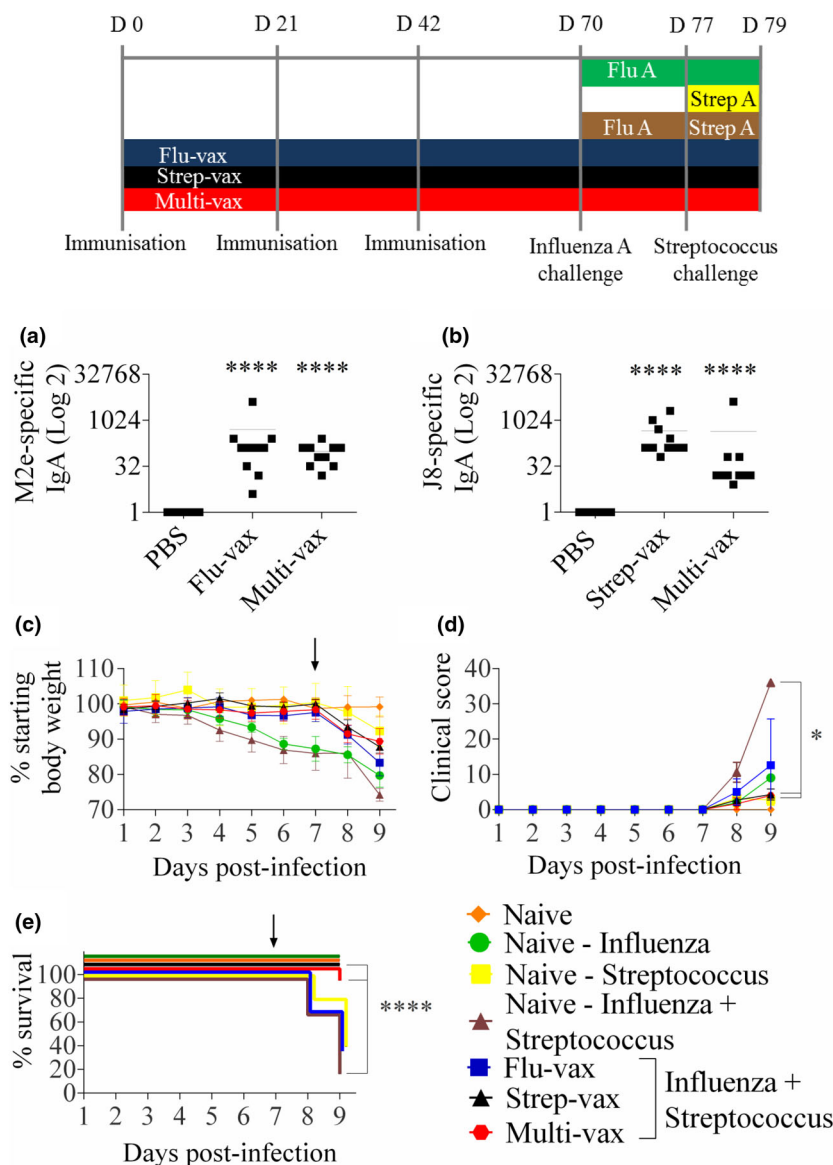 D 0 D 21 D 42 D 70 D 77 D 79
Flu A
Strep A
Flu A Strep A
Flu-vax
Strep-vax
Multi-vax
Immunisation Immunisation Immunisation Influenza A Streptococcus
challenge challenge
(a)
M2e-specific
IgA (Log 2)
32768
1024
32
1
**** ****
PBS
Flu-vax
Multi-vax
(b)
J8-specific
IgA (Log 2)
32768
1024
32
1
**** ****
PBS
Strep-vax
Multi-vax
(c)
% starting
body weight
110
100
90
80
70
1 2 3 4 5 6 7 8 9
Days post-infection
(d)
Clinical score
40
30
20
10
0
*
1 2 3 4 5 6 7 8 9
Days post-infection
(e)
% survival
100
80
60
40
20
0
****
1 2 3 4 5 6 7 8 9
Days post-infection
Naive
Naive - Influenza
Naive - Streptococcus
Naive - Influenza +
Streptococcus
Flu-vax
Strep-vax
Multi-vax
Influenza +
Streptococcus